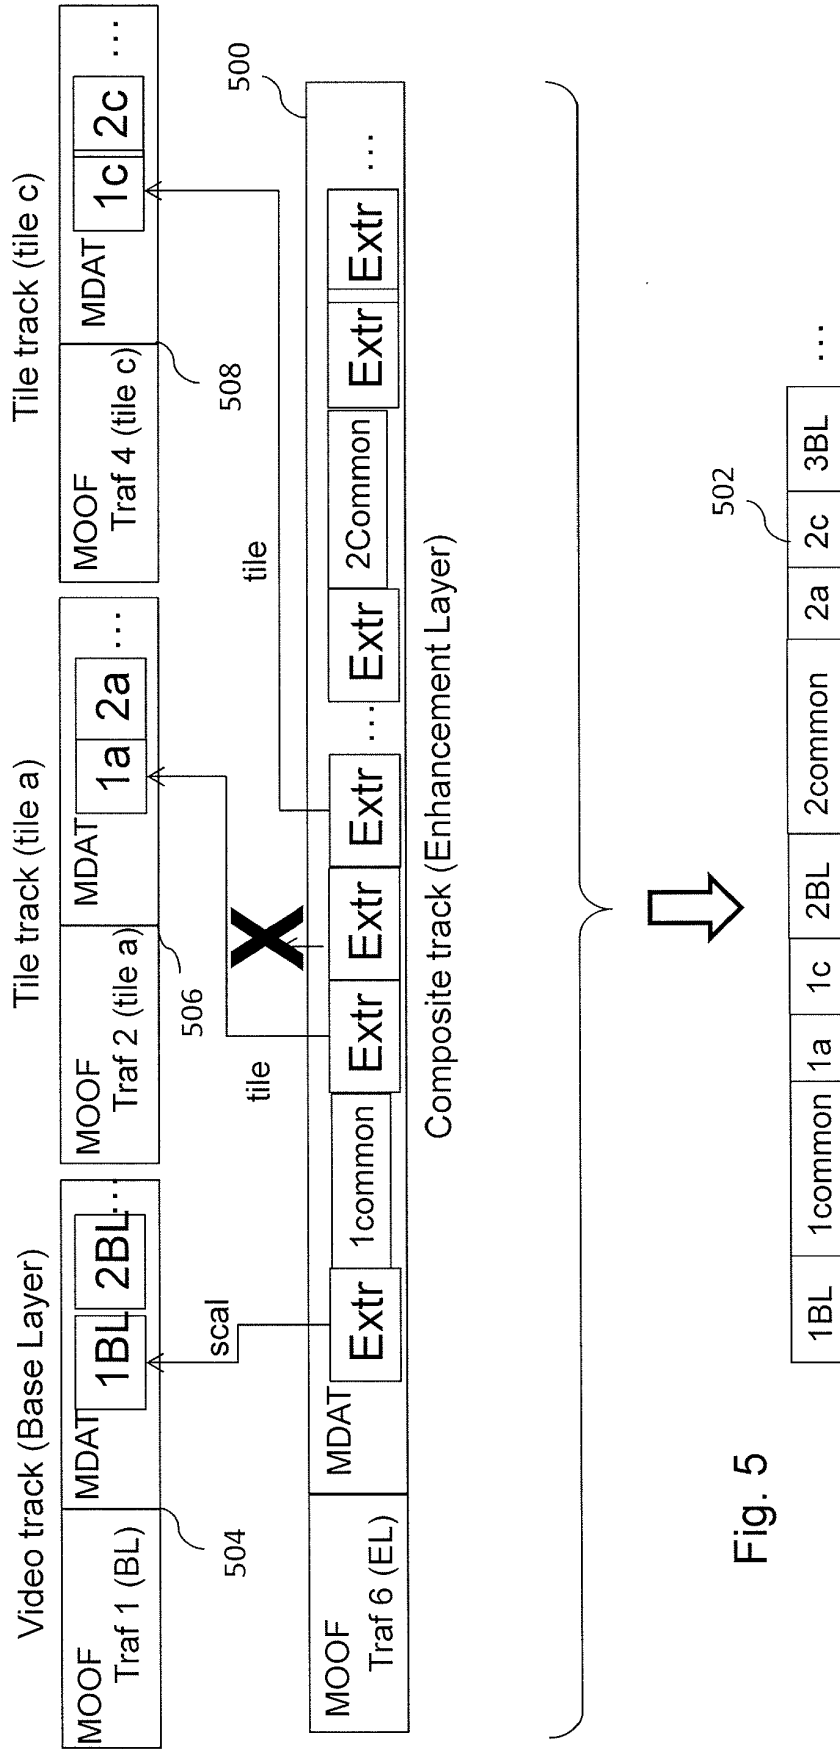 Video track (Base Layer)
Tile track (tile a)
Tile track (tile c)
MOOF
Traf 1 (BL)
MDAT
1BL
2BL
...
MOOF
Traf 2 (tile a)
MDAT
1a
2a
...
MOOF
Traf 4 (tile c)
MDAT
1c
2c
...
504
506
508
scal
tile
X
tile
500
MOOF
Traf 6 (EL)
MDAT
Extr
1common
Extr
Extr
Extr
...
Extr
2Common
Extr
Extr
...
Composite track (Enhancement Layer)
502
1BL
1common
1a
1c
2BL
2common
2a
2c
3BL
...
Fig. 5